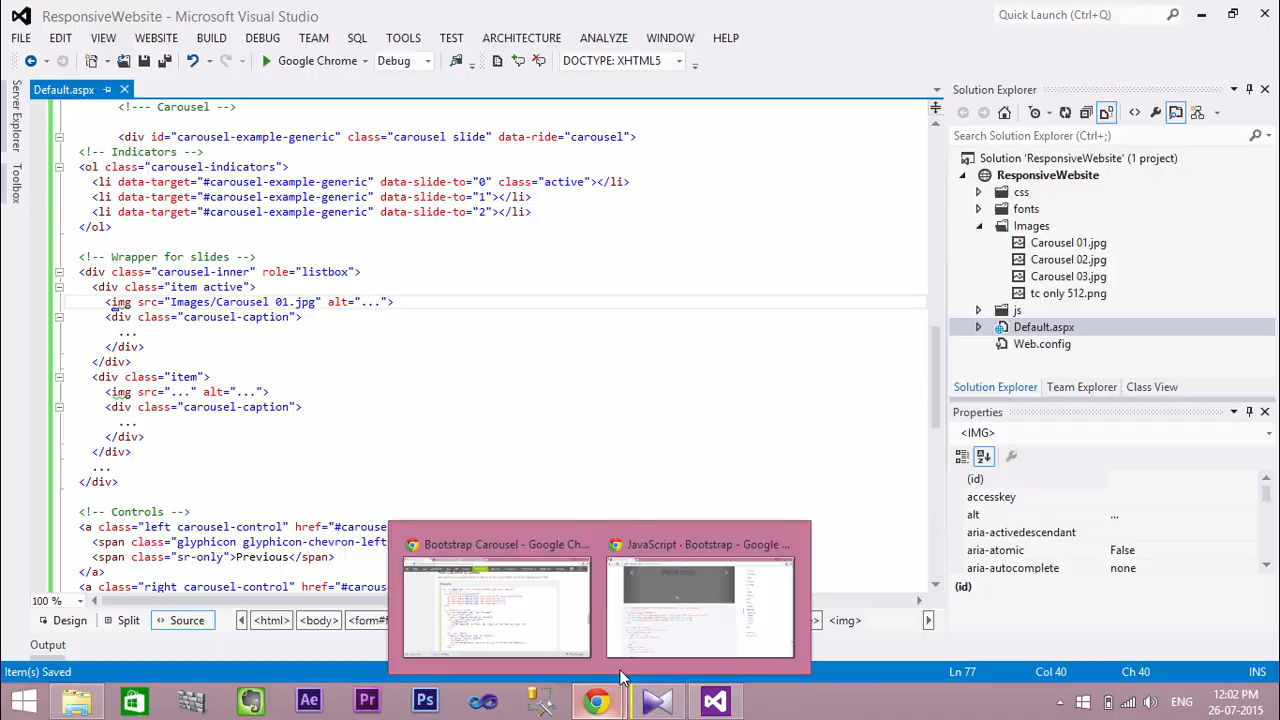 ResponsiveWebsite - Microsoft Visual Studio
Quick Launch (Ctrl+Q)
FILE EDIT VIEW WEBSITE BUILD DEBUG TEAM SQL TOOLS TEST ARCHITECTURE ANALYZE WINDOW HELP
Google Chrome Debug DOCTYPE: XHTML5
Server Explorer
Toolbox
Default.aspx
<!--- Carousel -->
<div id="carousel-example-generic" class="carousel slide" data-ride="carousel">
<!-- Indicators -->
<ol class="carousel-indicators">
<li data-target="#carousel-example-generic" data-slide-to="0" class="active"></li>
<li data-target="#carousel-example-generic" data-slide-to="1"></li>
<li data-target="#carousel-example-generic" data-slide-to="2"></li>
</ol>
<!-- Wrapper for slides -->
<div class="carousel-inner" role="listbox">
<div class="item active">
<img src="Images/Carousel 01.jpg" alt="...">
<div class="carousel-caption">
...
</div>
</div>
<div class="item">
<img src="..." alt="...">
<div class="carousel-caption">
...
</div>
</div>
...
</div>
<!-- Controls -->
<a class="left carousel-control" href="#carouse
<span class="glyphicon glyphicon-chevron-left
<span class="sr-only">Previous</span>
</a>
<a class="right carousel-control" href="#carous
100 %
Design Split Source <html> <body> <form#f <img>
Output
Item(s) Saved Ln 77 Col 40 Ch 40 INS
Solution Explorer
Search Solution Explorer (Ctrl+;)
Solution 'ResponsiveWebsite' (1 project)
ResponsiveWebsite
css
fonts
Images
Carousel 01.jpg
Carousel 02.jpg
Carousel 03.jpg
tc only 512.png
js
Default.aspx
Web.config
Solution Explorer Team Explorer Class View
Properties
<IMG>
(id)
accesskey
alt ...
aria-activedescendant
aria-atomic False
aria-autocomplete none
(id)
Bootstrap Carousel - Google Ch...
JavaScript · Bootstrap - Google ...
Ae Pr Ps
ENG
12:02 PM
26-07-2015